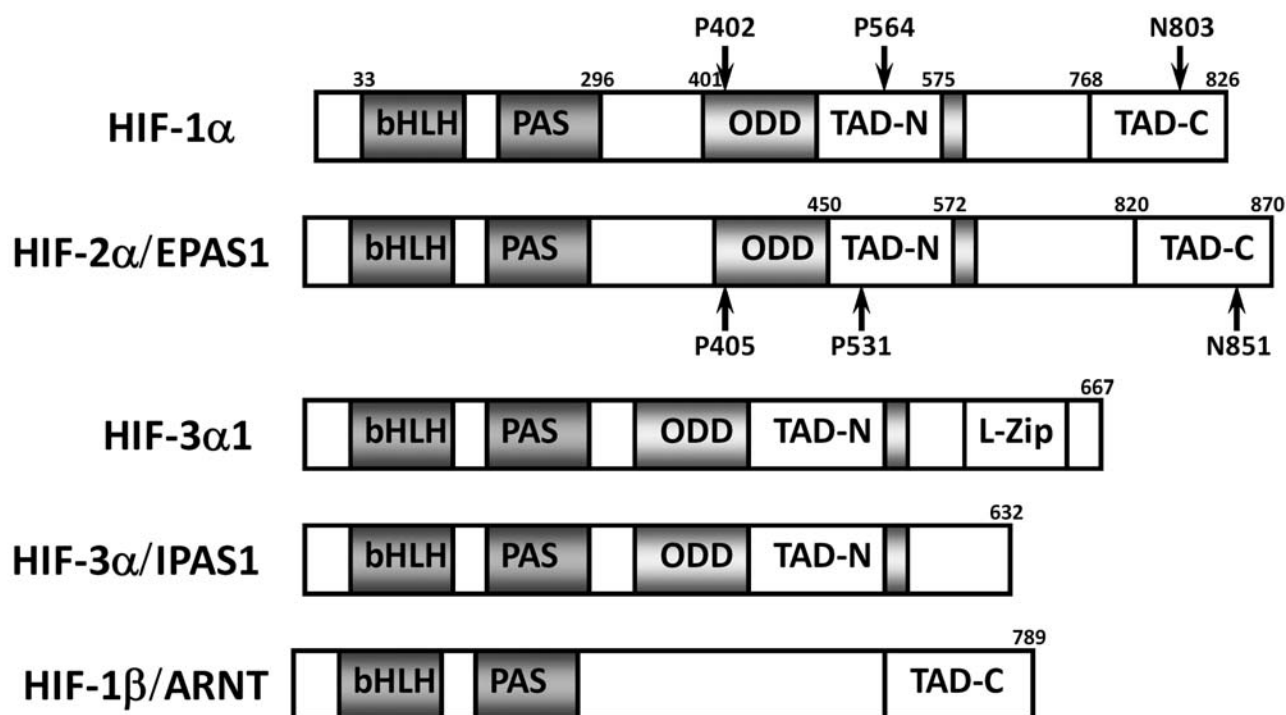 P402 P564 N803
33 296 401 575 768 826
HIF-1α bHLH PAS ODD TAD-N TAD-C
450 572 820 870
HIF-2α/EPAS1 bHLH PAS ODD TAD-N TAD-C
P405 P531 N851
667
HIF-3α1 bHLH PAS ODD TAD-N L-Zip
632
HIF-3α/IPAS1 bHLH PAS ODD TAD-N
789
HIF-1β/ARNT bHLH PAS TAD-C